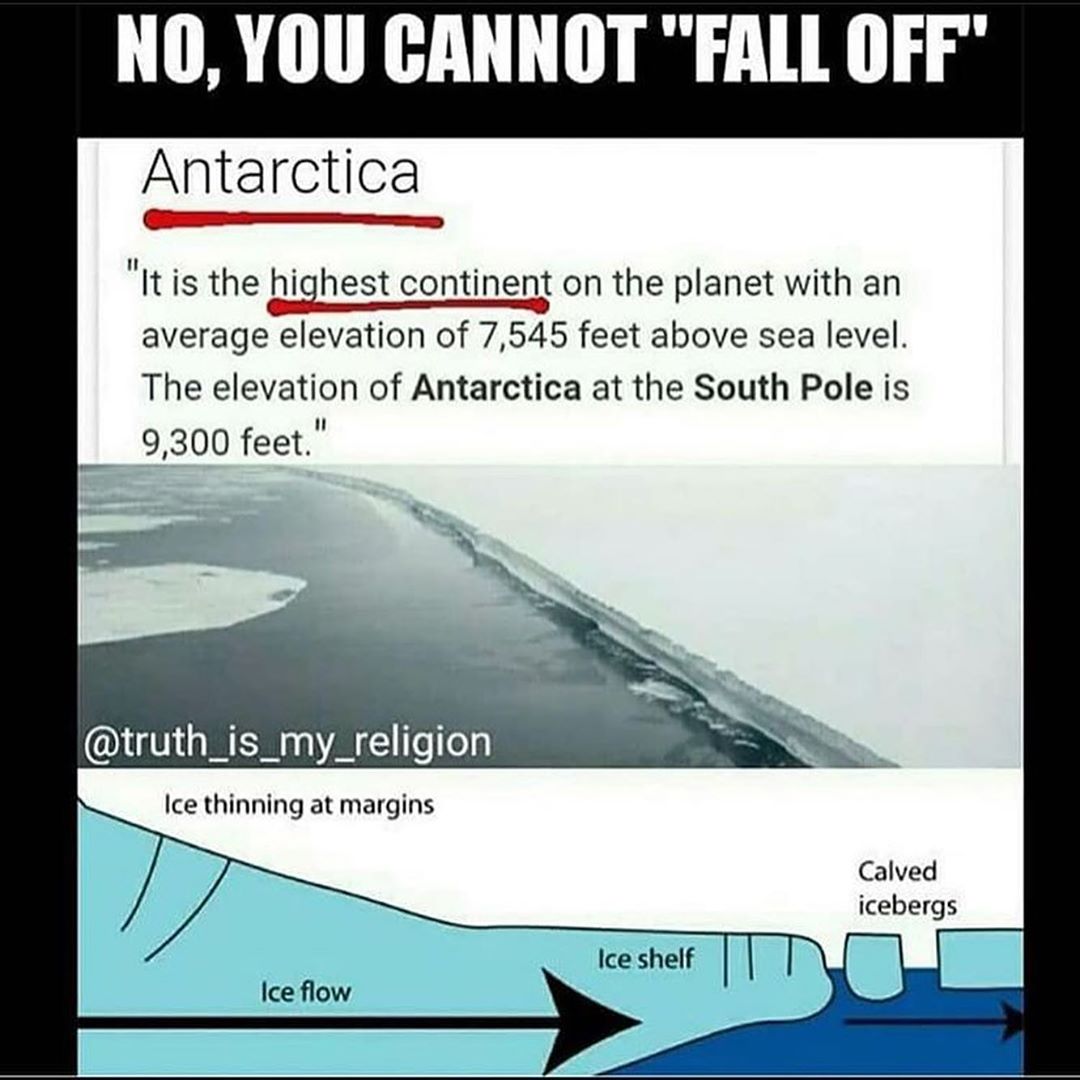 NO, YOU CANNOT "FALL OFF"
Antarctica
"It is the highest continent on the planet with an
average elevation of 7,545 feet above sea level.
The elevation of Antarctica at the South Pole is
9,300 feet."
@truth_is_my_religion
Ice thinning at margins
Calved
icebergs
Ice shelf
Ice flow